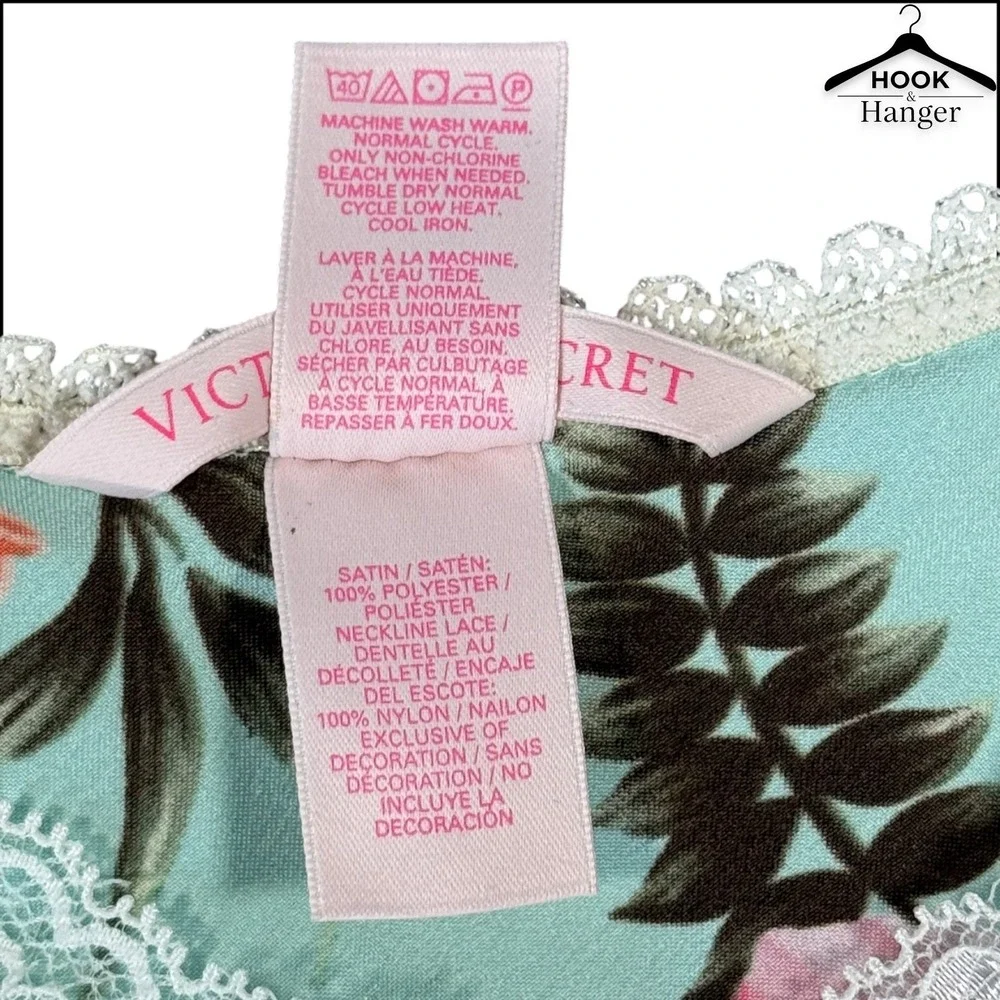 HOOK
&
Hanger
40
P
MACHINE WASH WARM.
NORMAL CYCLE.
ONLY NON-CHLORINE
BLEACH WHEN NEEDED.
TUMBLE DRY NORMAL
CYCLE LOW HEAT.
COOL IRON.
LAVER À LA MACHINE,
À L'EAU TIÈDE.
CYCLE NORMAL.
UTILISER UNIQUEMENT
DU JAVELLISANT SANS
CHLORE, AU BESOIN.
SÉCHER PAR CULBUTAGE
À CYCLE NORMAL, À
BASSE TEMPÉRATURE.
REPASSER À FER DOUX.
VICT CRET
SATIN / SATÉN:
100% POLYESTER /
POLIÉSTER
NECKLINE LACE /
DENTELLE AU
DÉCOLLETÉ / ENCAJE
DEL ESCOTE:
100% NYLON / NAILON
EXCLUSIVE OF
DECORATION / SANS
DÉCORATION / NO
INCLUYE LA
DECORACIÓN